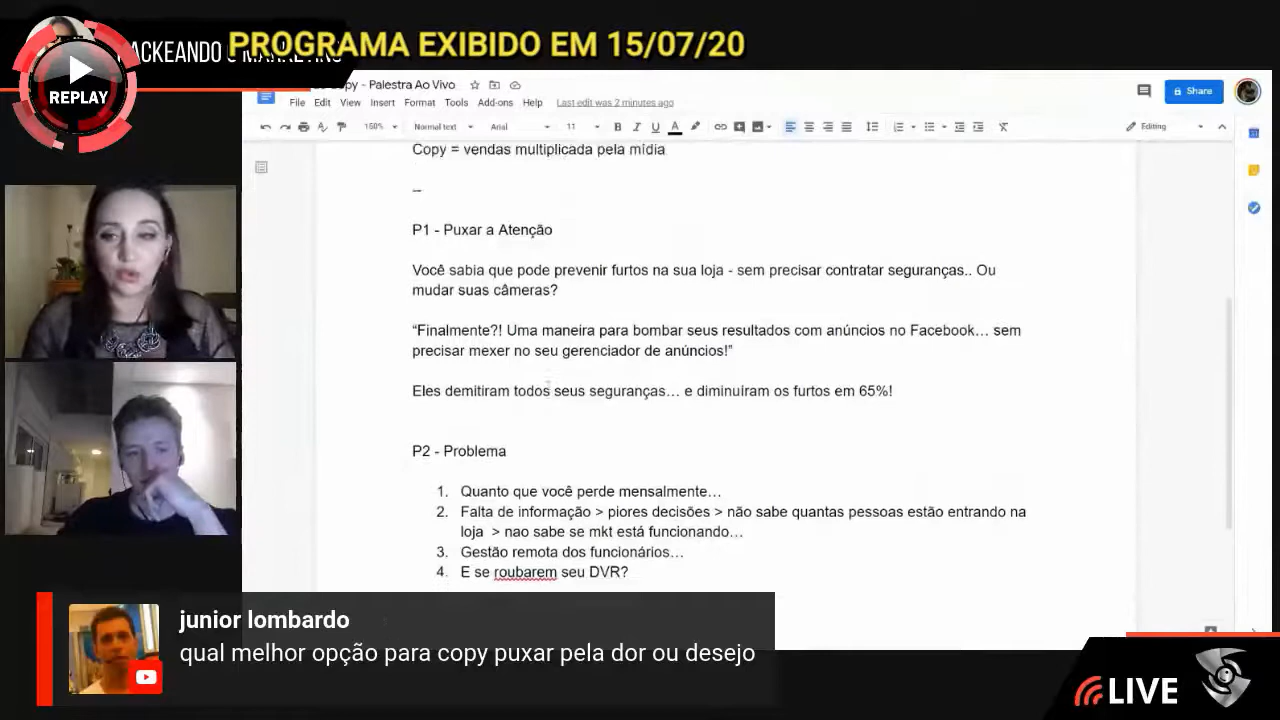 PROGRAMA EXIBIDO EM 15/07/20
REPLAY
Copy - Palestra Ao Vivo
File Edit View Insert Format Tools Add-ons Help Last edit was 2 minutes ago
Share
150% Normal text Arial 11 B I U A Editing
Copy = vendas multiplicada pela mídia
--
P1 - Puxar a Atenção
Você sabia que pode prevenir furtos na sua loja - sem precisar contratar seguranças.. Ou
mudar suas câmeras?
“Finalmente?! Uma maneira para bombar seus resultados com anúncios no Facebook… sem
precisar mexer no seu gerenciador de anúncios!”
Eles demitiram todos seus seguranças… e diminuíram os furtos em 65%!
P2 - Problema
1. Quanto que você perde mensalmente…
2. Falta de informação > piores decisões > não sabe quantas pessoas estão entrando na
loja > nao sabe se mkt está funcionando…
3. Gestão remota dos funcionários…
4. E se roubarem seu DVR?
junior lombardo
qual melhor opção para copy puxar pela dor ou desejo
LIVE